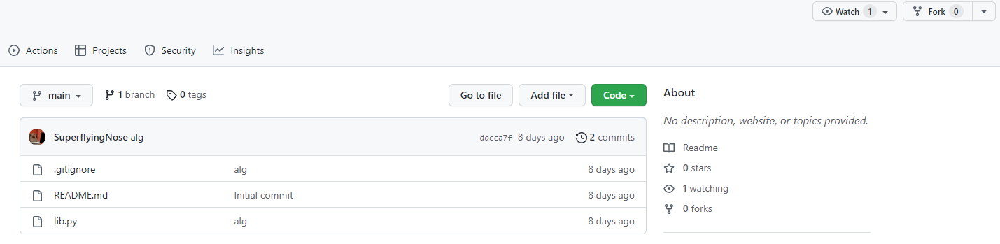 Watch 1 Fork 0
Actions Projects Security Insights
main 1 branch 0 tags Go to file Add file Code
SuperflyingNose alg ddcca7f 8 days ago 2 commits
.gitignore alg 8 days ago
README.md Initial commit 8 days ago
lib.py alg 8 days ago
About
No description, website, or topics provided.
Readme
0 stars
1 watching
0 forks